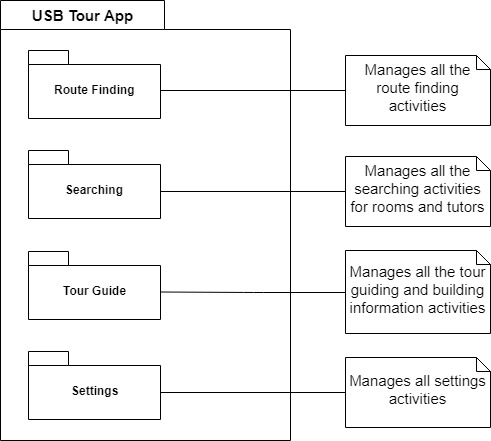 USB Tour App
Route Finding
Manages all the
route finding
activities
Searching
Manages all the
searching activities
for rooms and tutors
Tour Guide
Manages all the tour
guiding and building
information activities
Settings
Manages all settings
activities